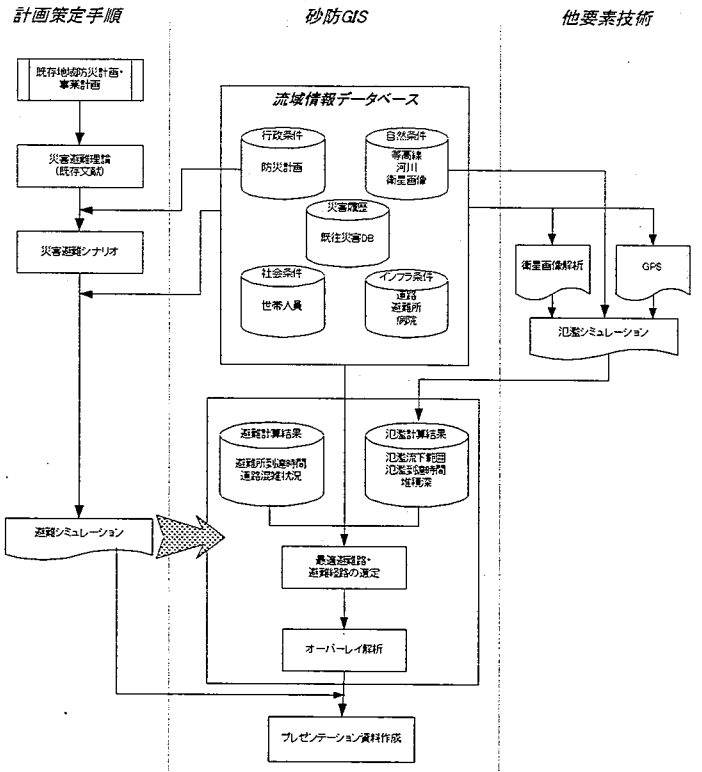 計画策定手順
砂防GIS
他要素技術
既存地域防災計画・
事業計画
災害避難理論
(既存文献)
災害避難シナリオ
避難シミュレーション
流域情報データベース
行政条件
防災計画
自然条件
等高線
河川
衛星画像
災害履歴
既往災害DB
社会条件
世帯人員
インフラ条件
道路
避難所
病院
衛星画像解析
GPS
氾濫シミュレーション
避難計算結果
避難所到達時間
道路混雑状況
氾濫計算結果
氾濫流下範囲
氾濫到達時間
堆積深
最適避難路・
避難経路の選定
オーバーレイ解析
プレゼンテーション資料作成